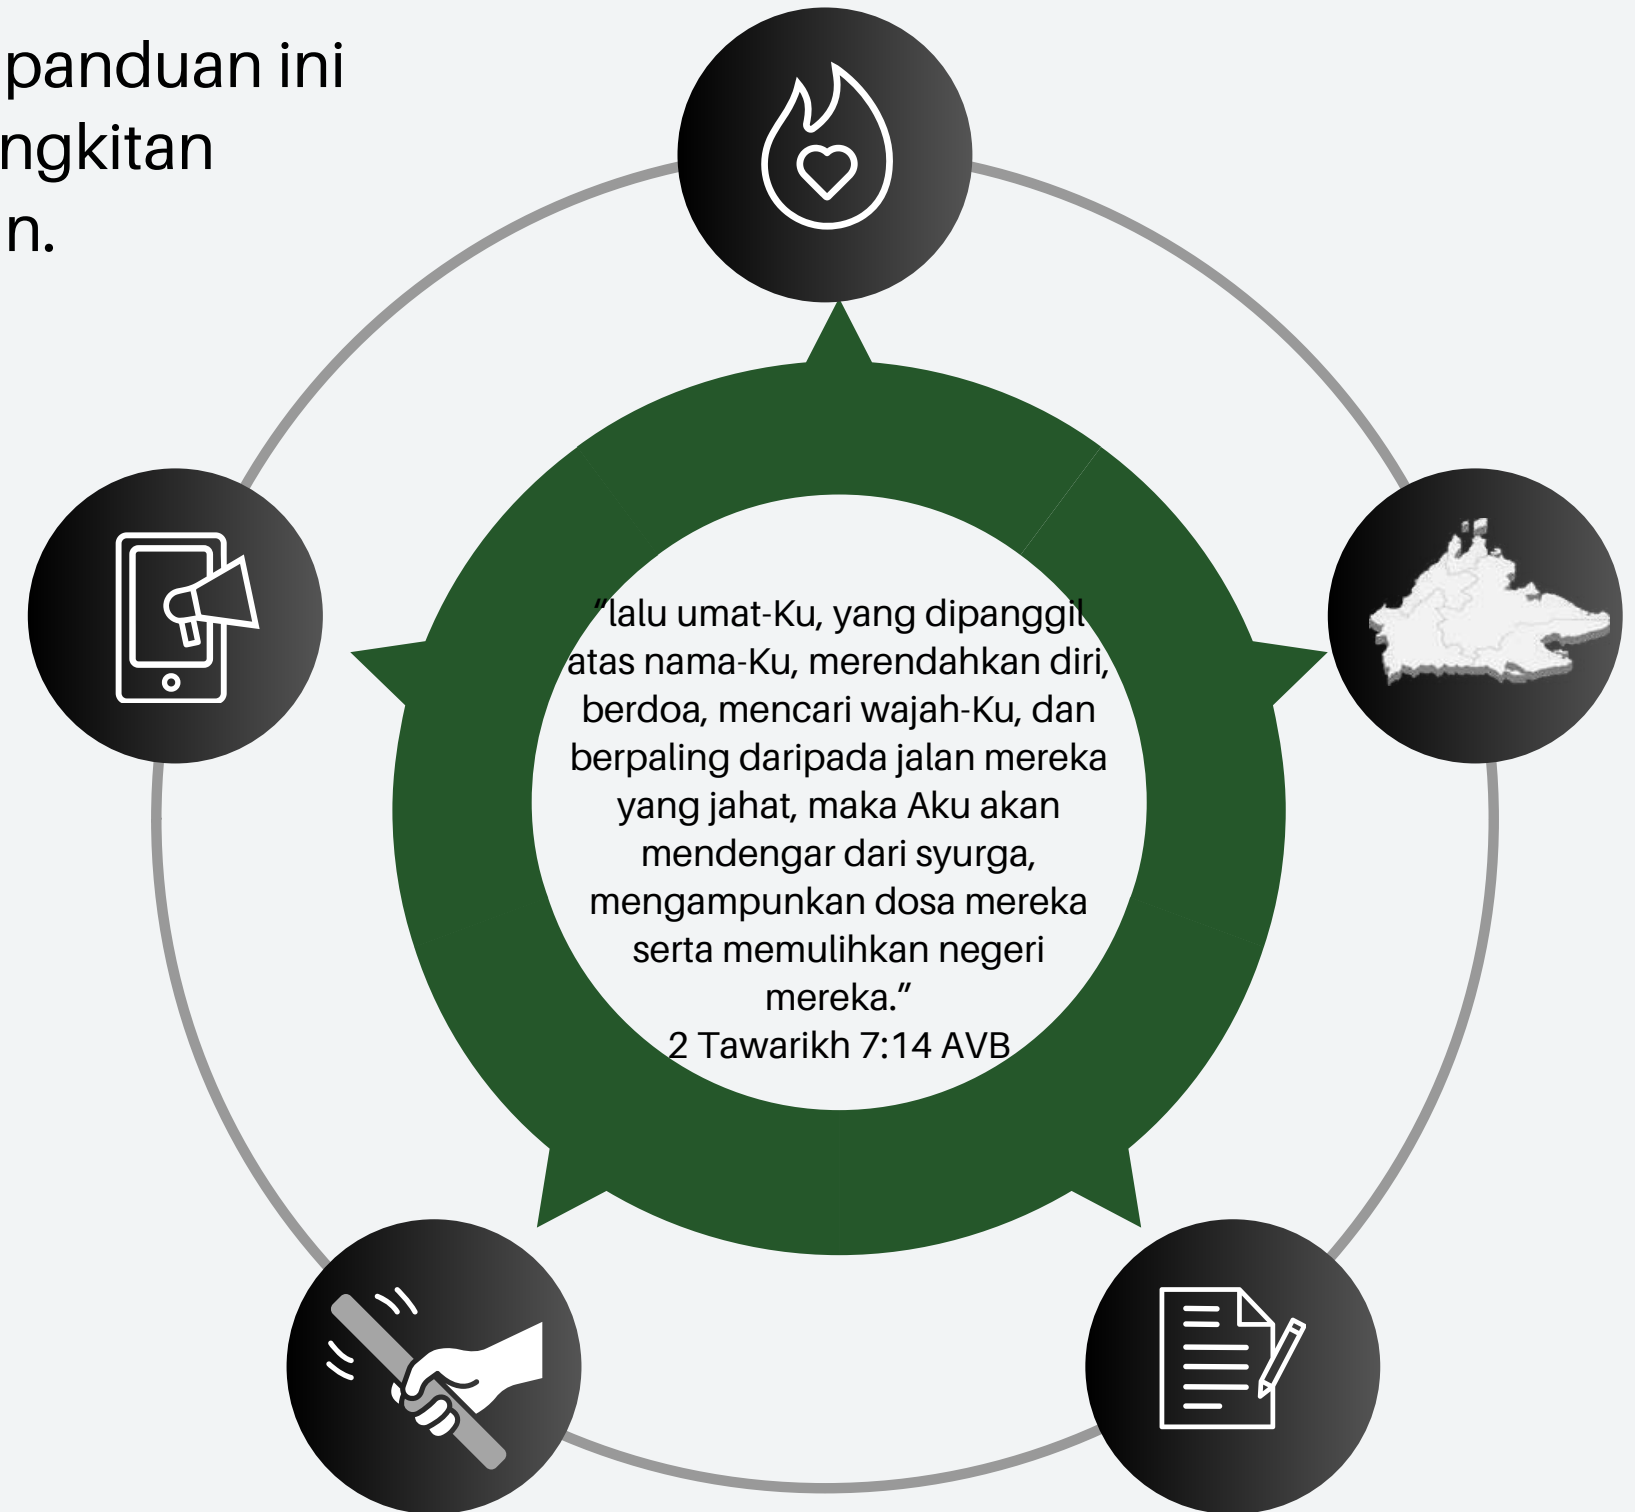 panduan ini
ngkitan
n.
"lalu umat-Ku, yang dipanggil
atas nama-Ku, merendahkan diri,
berdoa, mencari wajah-Ku, dan
berpaling daripada jalan mereka
yang jahat, maka Aku akan
mendengar dari syurga,
mengampunkan dosa mereka
serta memulihkan negeri
mereka."
2 Tawarikh 7:14 AVB